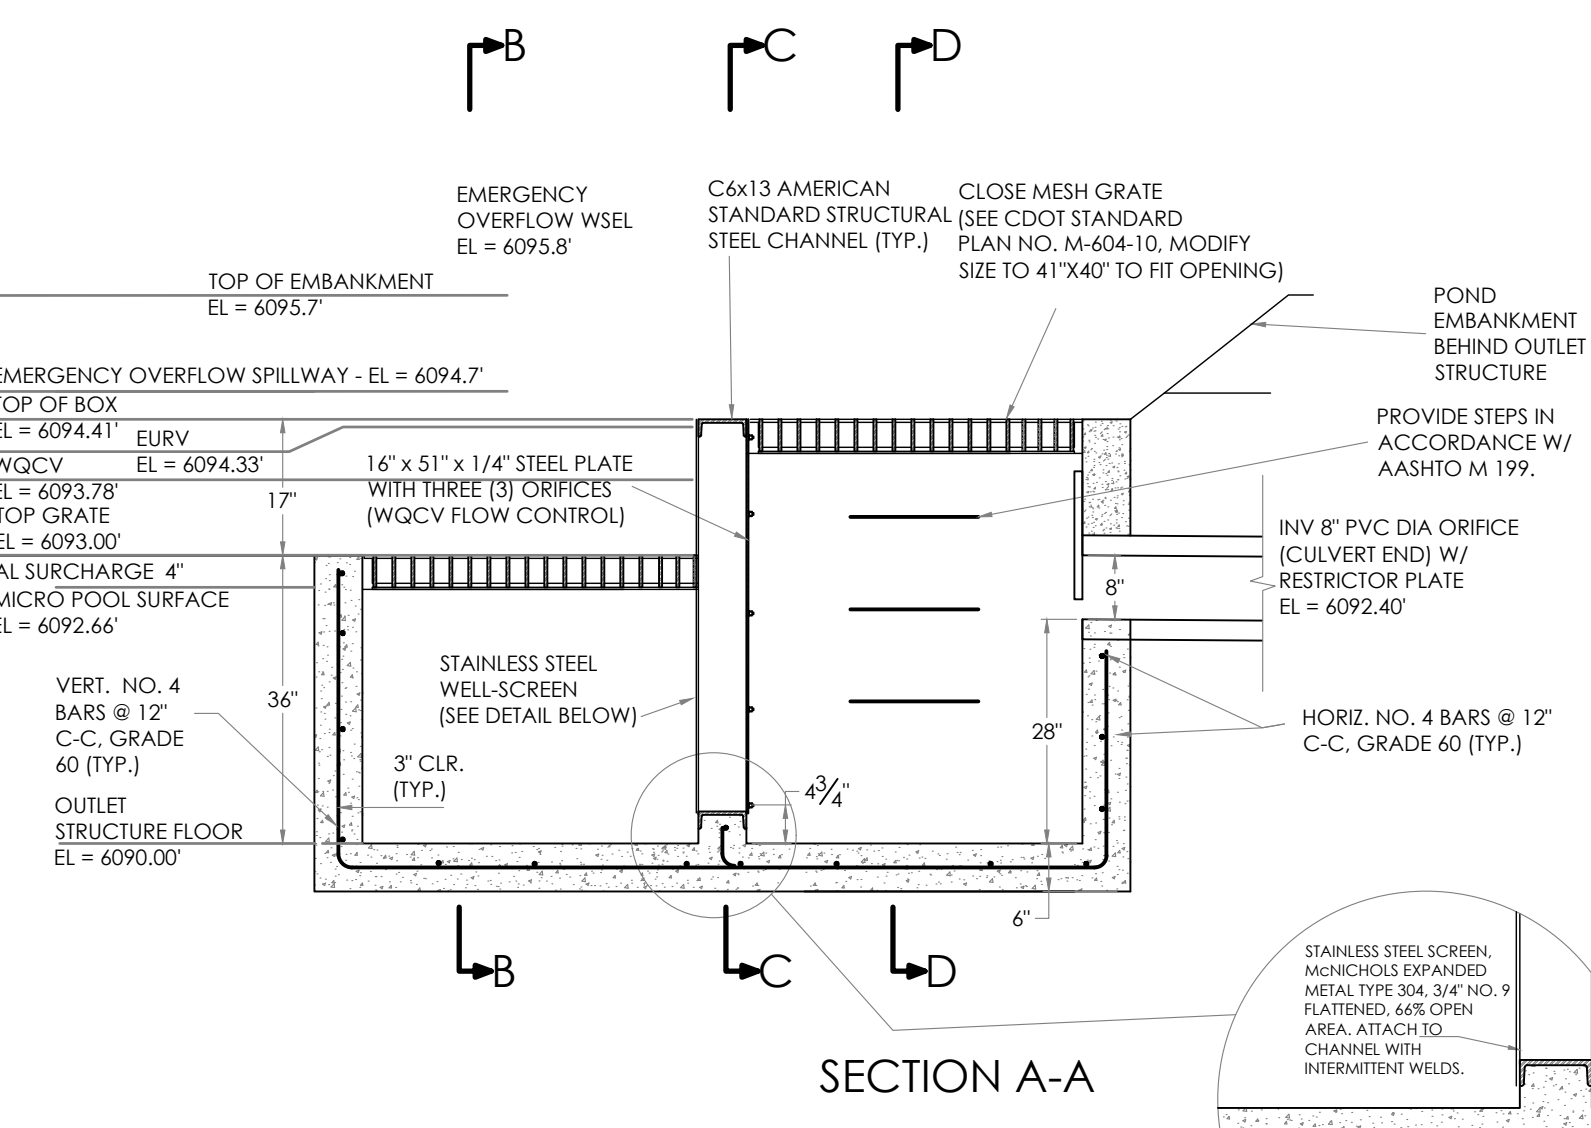 B
C
D
EMERGENCY
OVERFLOW WSEL
EL = 6095.8'
C6x13 AMERICAN
STANDARD STRUCTURAL
STEEL CHANNEL (TYP.)
CLOSE MESH GRATE
(SEE CDOT STANDARD
PLAN NO. M-604-10, MODIFY
SIZE TO 41"X40" TO FIT OPENING)
TOP OF EMBANKMENT
EL = 6095.7'
POND
EMBANKMENT
BEHIND OUTLET
STRUCTURE
EMERGENCY OVERFLOW SPILLWAY - EL = 6094.7'
TOP OF BOX
EL = 6094.41'
EURV
EL = 6094.33'
WQCV
EL = 6093.78'
TOP GRATE
EL = 6093.00'
17"
16" x 51" x 1/4" STEEL PLATE
WITH THREE (3) ORIFICES
(WQCV FLOW CONTROL)
PROVIDE STEPS IN
ACCORDANCE W/
AASHTO M 199.
INV 8" PVC DIA ORIFICE
(CULVERT END) W/
RESTRICTOR PLATE
EL = 6092.40'
8"
AL SURCHARGE 4"
MICRO POOL SURFACE
EL = 6092.66'
VERT. NO. 4
BARS @ 12"
C-C, GRADE
60 (TYP.)
36"
STAINLESS STEEL
WELL-SCREEN
(SEE DETAIL BELOW)
3" CLR.
(TYP.)
4 3/4"
28"
HORIZ. NO. 4 BARS @ 12"
C-C, GRADE 60 (TYP.)
OUTLET
STRUCTURE FLOOR
EL = 6090.00'
6"
B
C
D
STAINLESS STEEL SCREEN,
McNICHOLS EXPANDED
METAL TYPE 304, 3/4" NO. 9
FLATTENED, 66% OPEN
AREA. ATTACH TO
CHANNEL WITH
INTERMITTENT WELDS.
SECTION A-A